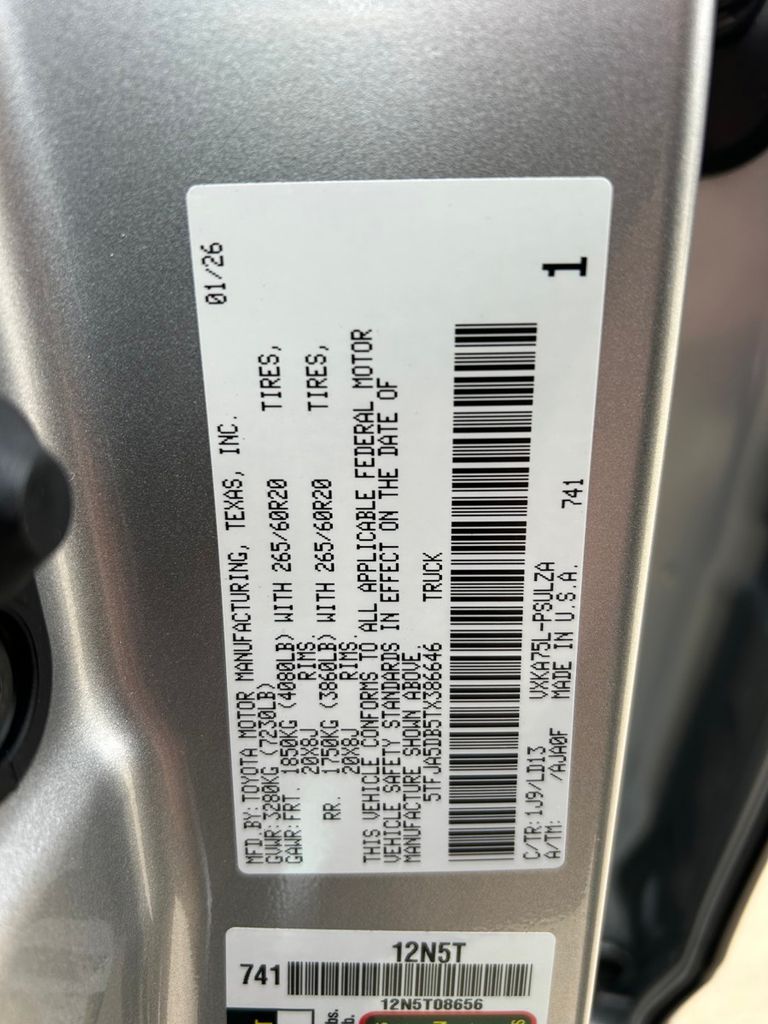 MFD.BY:TOYOTA MOTOR MANUFACTURING, TEXAS, INC. 01/26
GVWR:3280KG (7230LB)
GAWR:FRT. 1850KG (4080LB) WITH 265/60R20 TIRES,
20X8J RIMS.
RR. 1750KG (3860LB) WITH 265/60R20 TIRES,
20X8J RIMS.
THIS VEHICLE CONFORMS TO ALL APPLICABLE FEDERAL MOTOR
VEHICLE SAFETY STANDARDS IN EFFECT ON THE DATE OF
MANUFACTURE SHOWN ABOVE.
5TFJA5DB5TX386646 TRUCK
1
C/TR:1J9/LD13 VXKA75L-PSULZA
A/TM: /AJA0F MADE IN U.S.A. 741
12N5T
741
12N5T08656